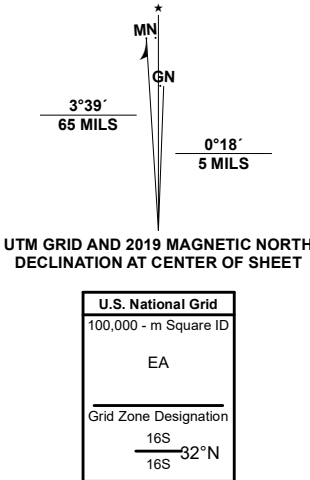 MN
GN
3°39´
65 MILS
0°18´
5 MILS
UTM GRID AND 2019 MAGNETIC NORTH
DECLINATION AT CENTER OF SHEET
U.S. National Grid
100,000 - m Square ID
EA
Grid Zone Designation
16S
32°N
16S